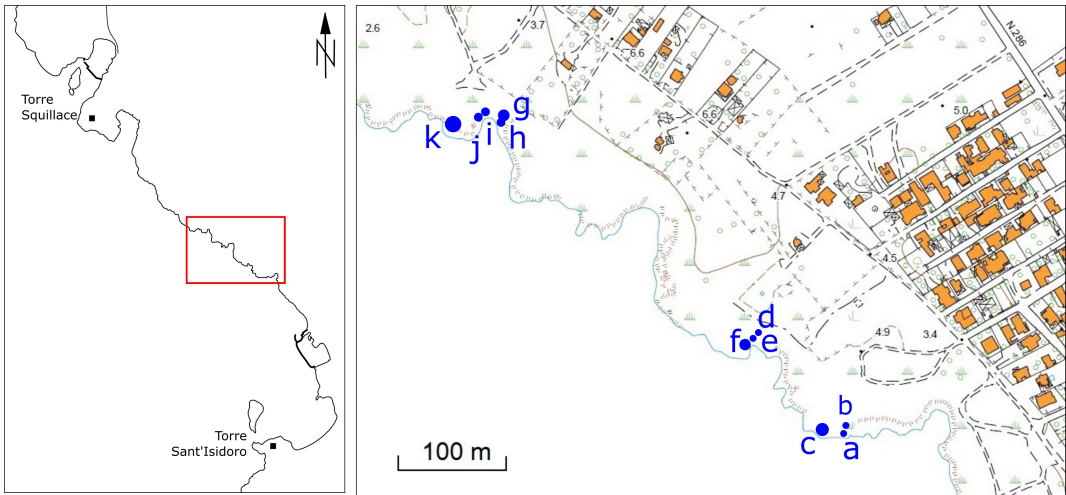 N
Torre
Squillace
Torre
Sant'Isidoro
2.6
3.7
6.6
N.286
5.0
6.6
g
k
i
h
j
4.7
4.5
d
f
e
4.9
3.4
b
c
a
100 m